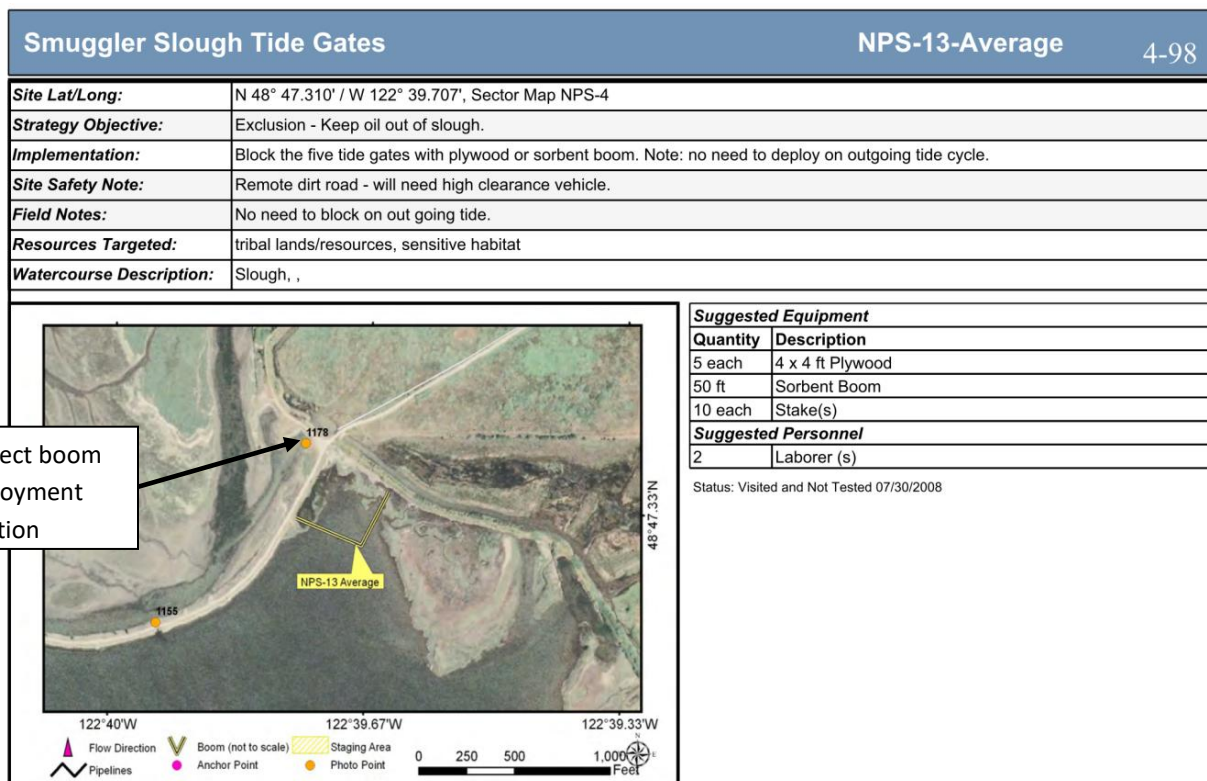 Smuggler Slough Tide Gates NPS-13-Average 4-98
Site Lat/Long: N 48° 47.310' / W 122° 39.707', Sector Map NPS-4
Strategy Objective: Exclusion - Keep oil out of slough.
Implementation: Block the five tide gates with plywood or sorbent boom. Note: no need to deploy on outgoing tide cycle.
Site Safety Note: Remote dirt road - will need high clearance vehicle.
Field Notes: No need to block on out going tide.
Resources Targeted: tribal lands/resources, sensitive habitat
Watercourse Description: Slough, ,
Suggested Equipment
Quantity Description
5 each 4 x 4 ft Plywood
50 ft Sorbent Boom
10 each Stake(s)
Suggested Personnel
2 Laborer (s)
Status: Visited and Not Tested 07/30/2008
1178
ect boom
oyment
tion
NPS-13 Average
1155
48°47.33'N
122°40'W 122°39.67'W 122°39.33'W
Flow Direction Boom (not to scale) Staging Area
Pipelines Anchor Point Photo Point
0 250 500 1,000
Feet
N
E